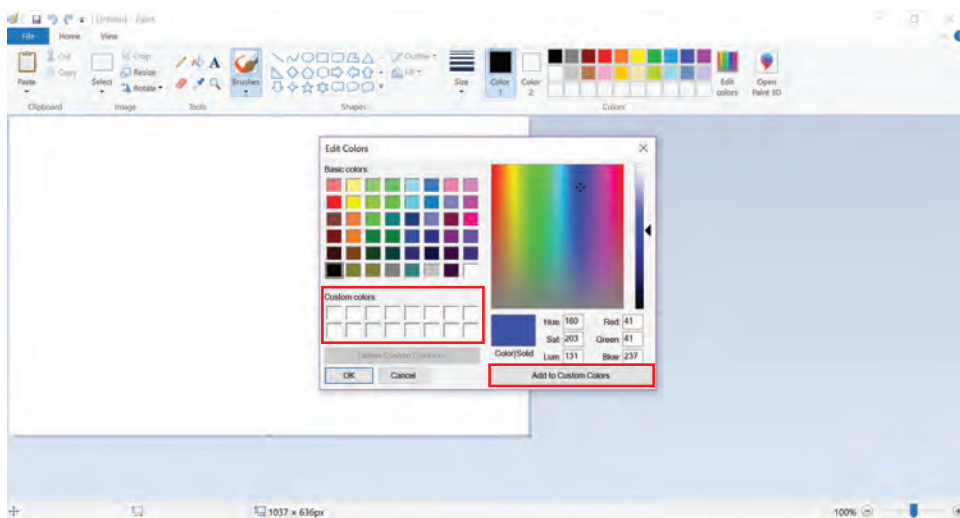 Untitled - Paint
File Home View
Paste
Cut
Copy
Clipboard
Select
Crop
Resize
Rotate
Image
A
Tools
Brushes
Outline
Fill
Shapes
Size
Color 1
Color 2
Edit colors
Open Paint 3D
Colors
Edit Colors
Basic colors:
Custom colors:
Define Custom Colors >>
OK Cancel
Color|Solid
Hue: 160 Red: 41
Sat: 203 Green: 41
Lum: 131 Blue: 237
Add to Custom Colors
1037 × 636px
100%